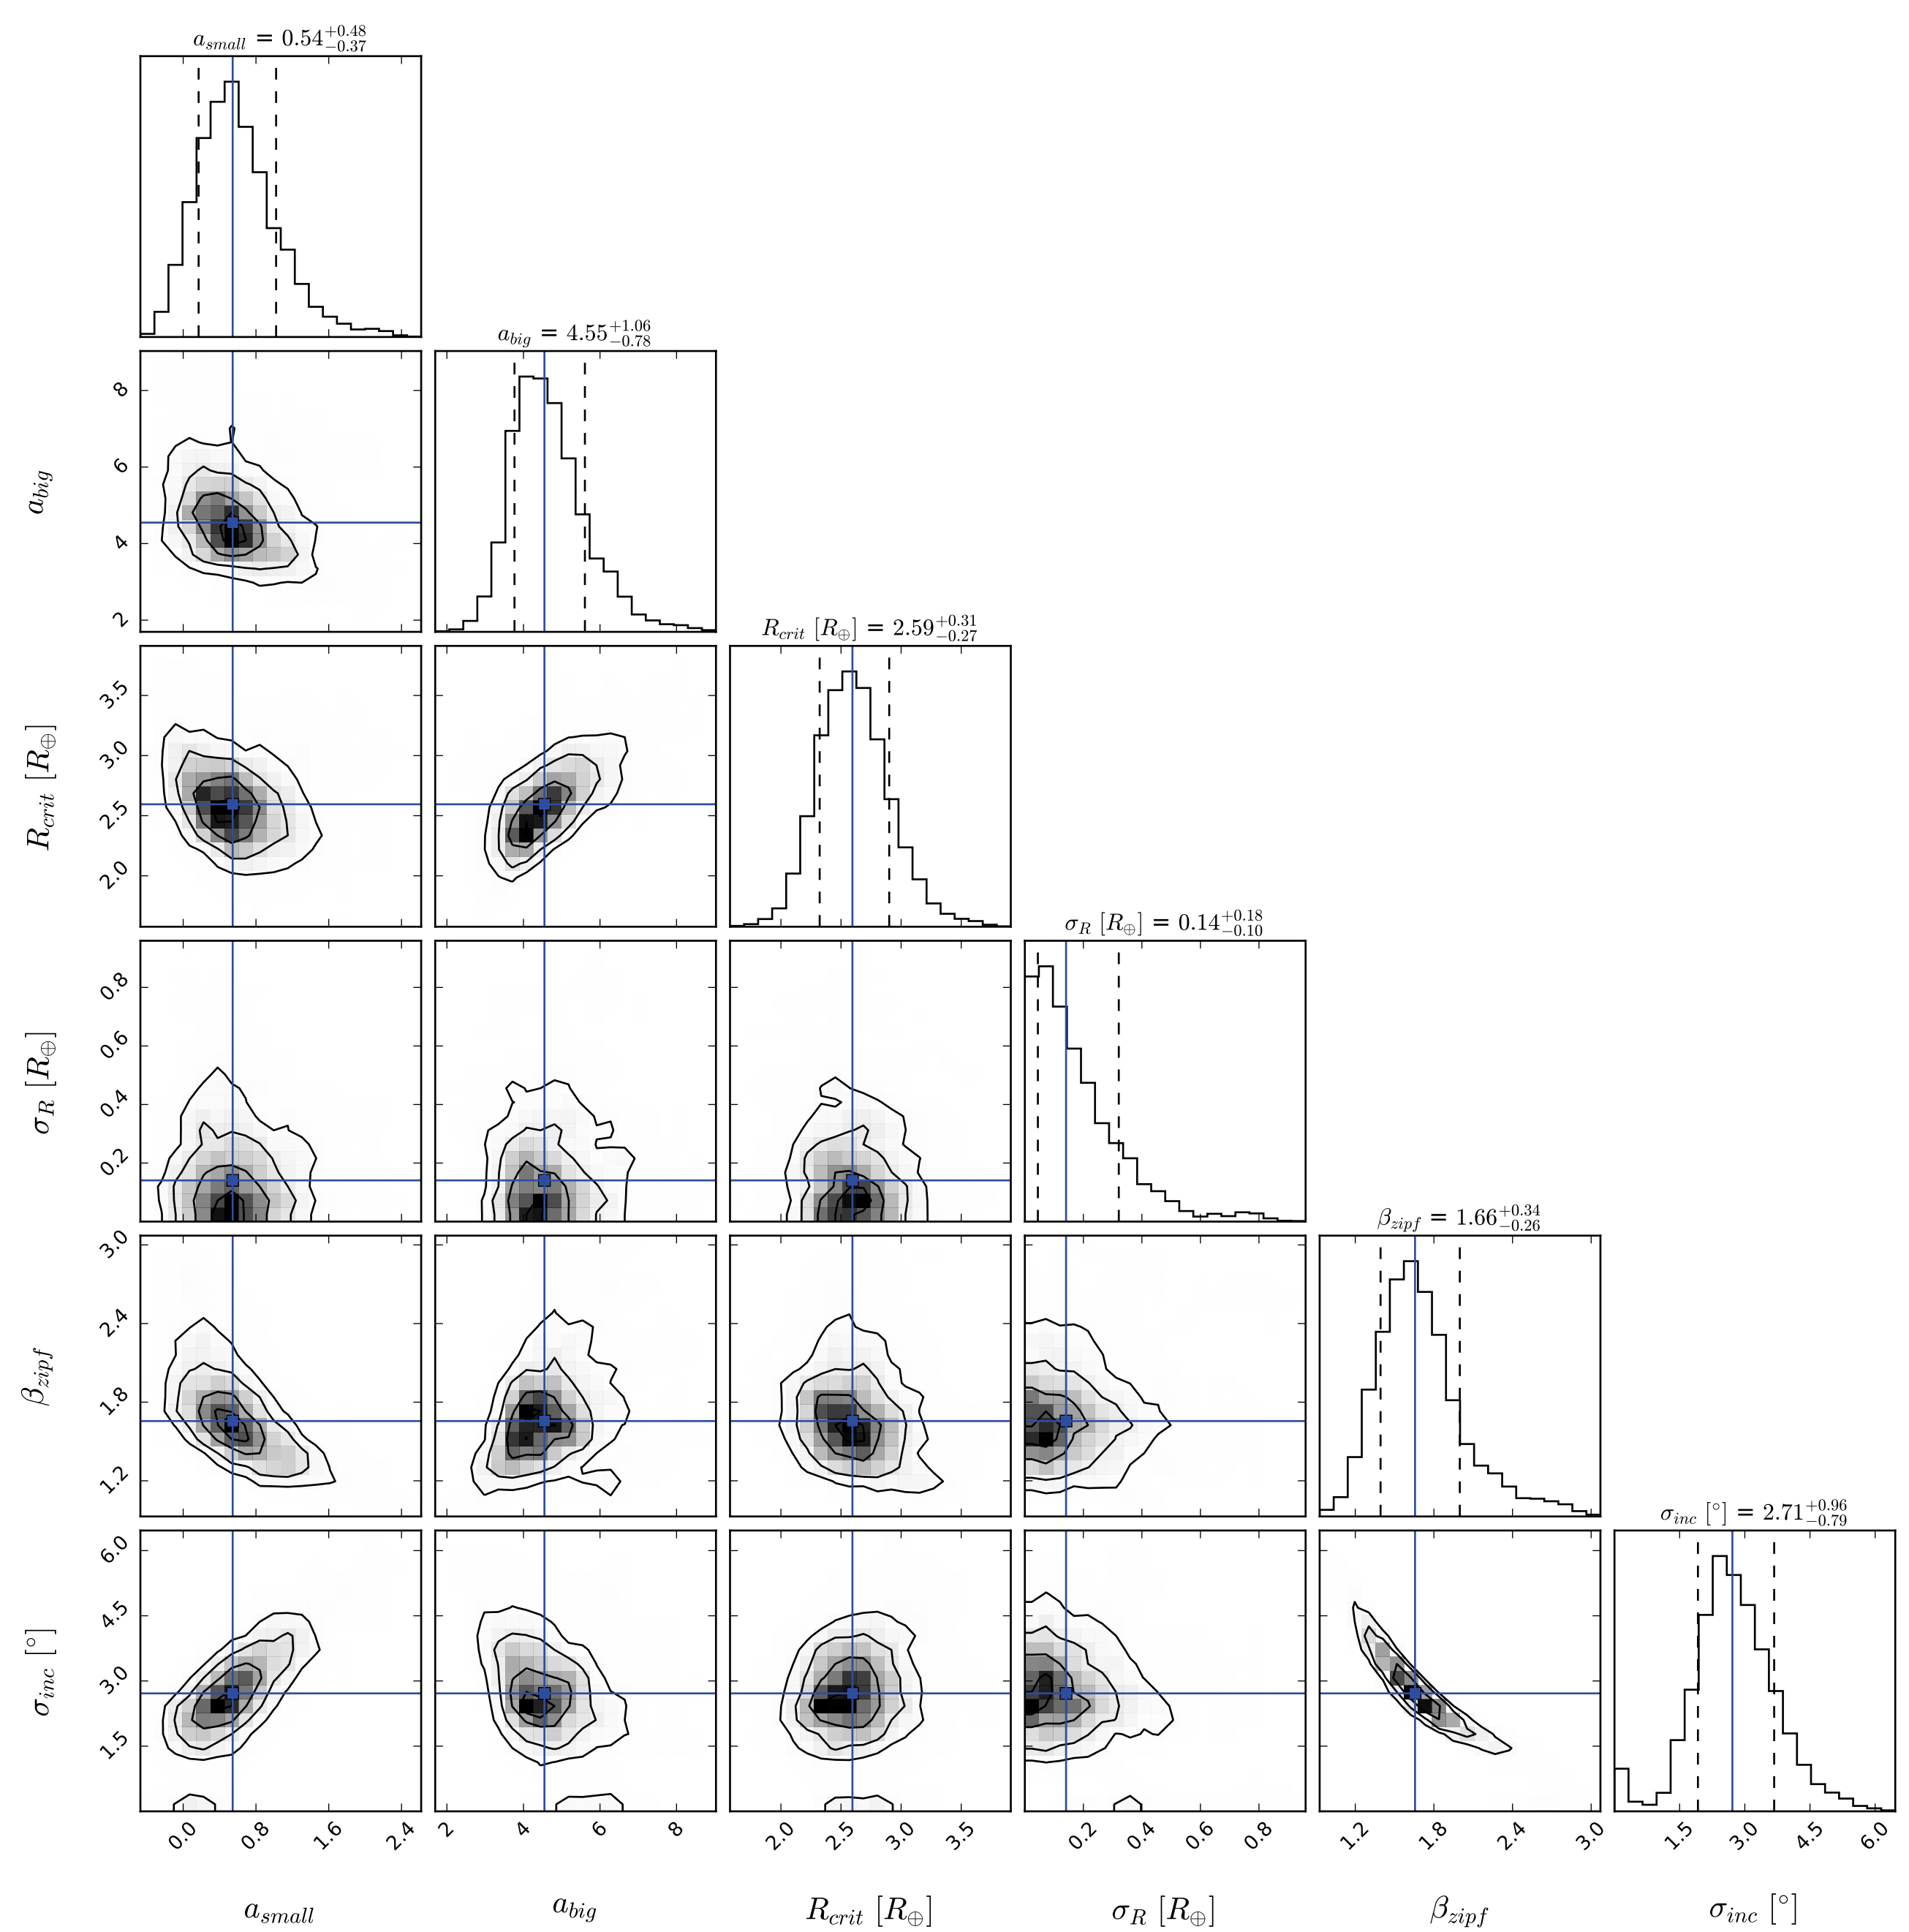 a_small = 0.54 +0.48 −0.37
a_big = 4.55 +1.06 −0.78
a_big
8
6
4
2
R_crit [R⊕] = 2.59 +0.31 −0.27
R_crit [R⊕]
3.5
3.0
2.5
2.0
σ_R [R⊕] = 0.14 +0.18 −0.10
σ_R [R⊕]
0.8
0.6
0.4
0.2
β_zipf = 1.66 +0.34 −0.26
β_zipf
3.0
2.4
1.8
1.2
σ_inc [°] = 2.71 +0.96 −0.79
σ_inc [°]
6.0
4.5
3.0
1.5
0.0 0.8 1.6 2.4 2 4 6 8 2.0 2.5 3.0 3.5 0.2 0.4 0.6 0.8 1.2 1.8 2.4 3.0 1.5 3.0 4.5 6.0
a_small a_big R_crit [R⊕] σ_R [R⊕] β_zipf σ_inc [°]